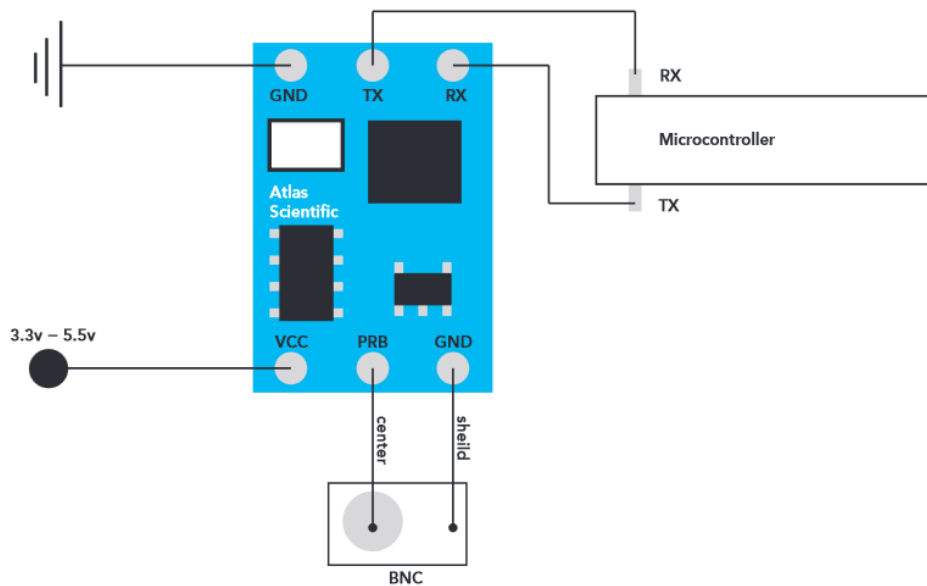 GND
TX
RX
RX
Microcontroller
TX
Atlas
Scientific
3.3v – 5.5v
VCC
PRB
GND
center
sheild
BNC